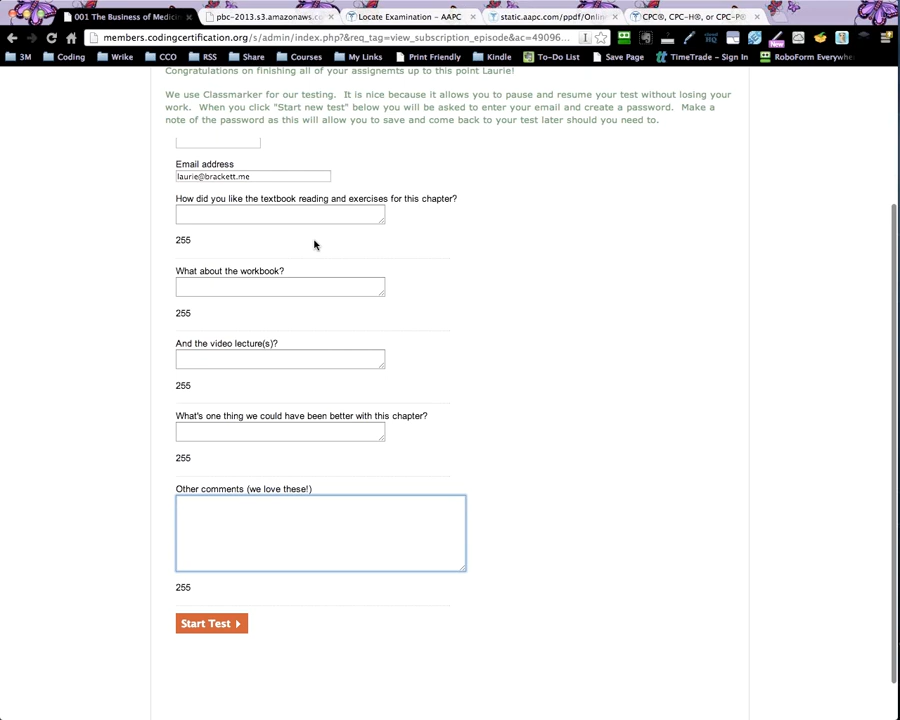 001 The Business of Medicin
pbc-2013.s3.amazonaws.co
Locate Examination – AAPC
static.aapc.com/ppdf/Onlin
CPC®, CPC-H®, or CPC-P®
members.codingcertification.org/s/admin/index.php?&req_tag=view_subscription_episode&ac=49096...
3M Coding Wrike CCO RSS Share Courses My Links Print Friendly Kindle To-Do List Save Page TimeTrade – Sign In RoboForm Everywhe
Congratulations on finishing all of your assignemts up to this point Laurie!
We use Classmarker for our testing. It is nice because it allows you to pause and resume your test without losing your
work. When you click "Start new test" below you will be asked to enter your email and create a password. Make a
note of the password as this will allow you to save and come back to your test later should you need to.
Email address
laurie@brackett.me
How did you like the textbook reading and exercises for this chapter?
255
What about the workbook?
255
And the video lecture(s)?
255
What's one thing we could have been better with this chapter?
255
Other comments (we love these!)
255
Start Test